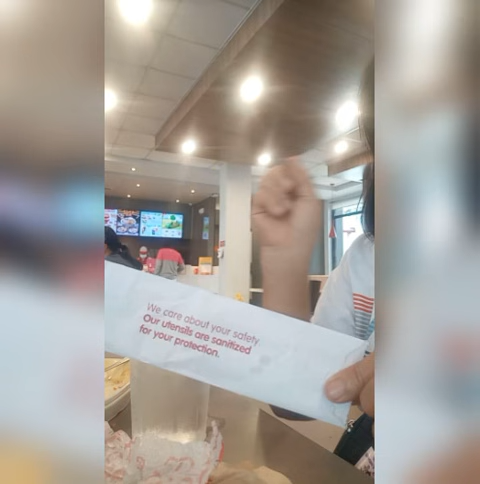 We care about your safety
Our utensils are sanitized
for your protection.